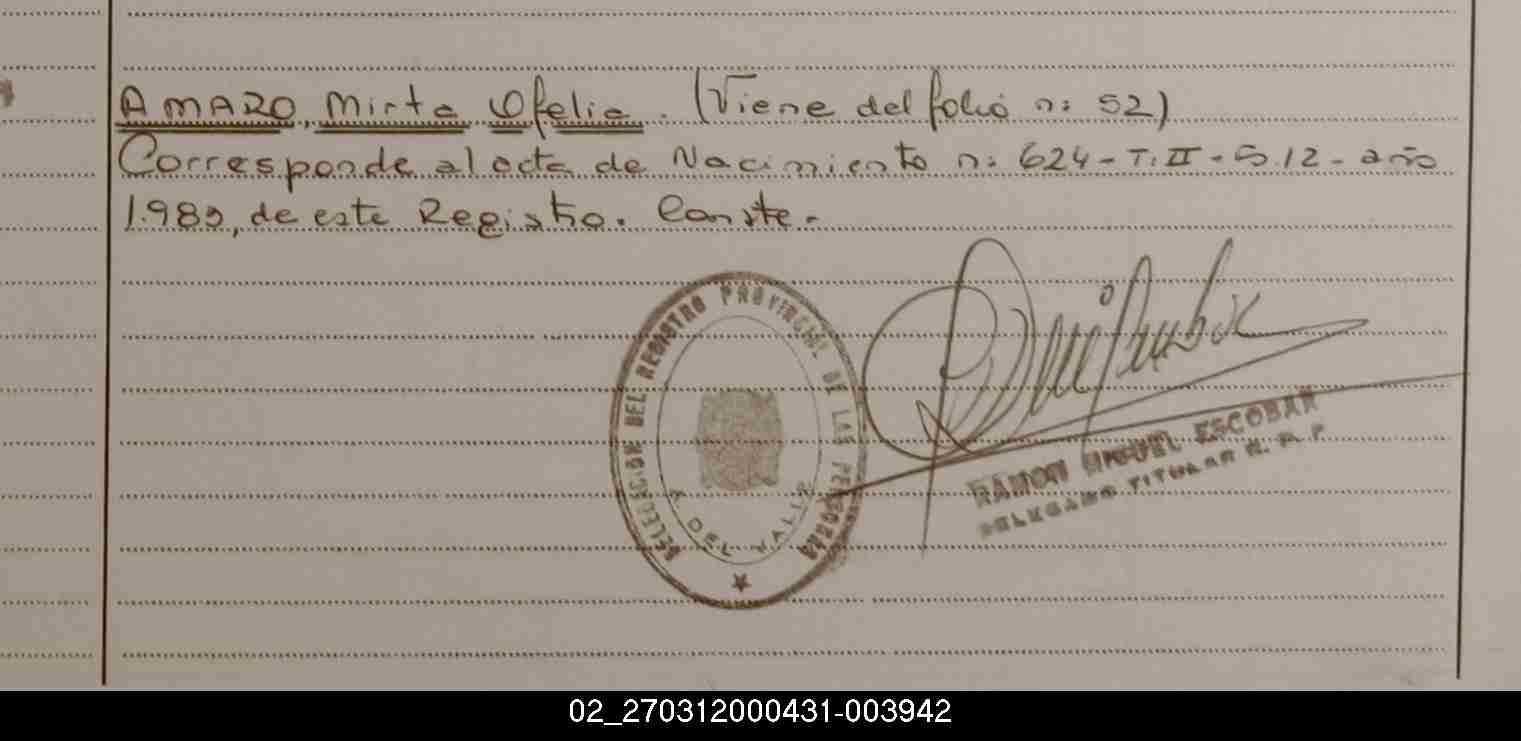 AMARO, Mirta Ofelia. (Viene del folio n: 52)
Corresponde al acta de Nacimiento n: 624 - T: II - S. 12 - año
1.983, de este Registro. Conste.-
DELEGACION DEL REGISTRO PROVINCIAL DE LAS PERSONAS
DEL VALLE
RAMON MIGUEL ESCOBAR
DELEGADO TITULAR R. P. P.
02_270312000431-003942